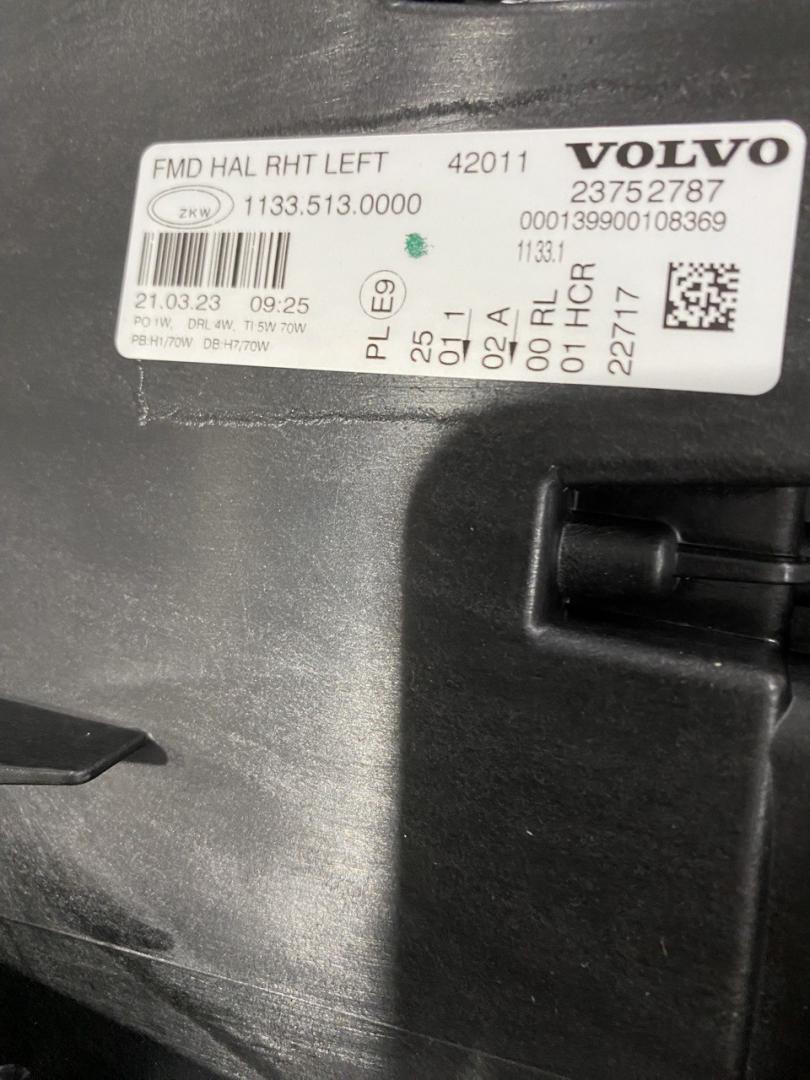 FMD HAL RHT LEFT 42011 VOLVO
ZKW 1133.513.0000 23752787
000139900108369
1133.1
21.03.23 09:25
PO 1W, DRL 4W, TI 5W 70W
PB:H1/70W DB:H7/70W
PL E9
25
01 1
02 A
00 RL
01 HCR
22717